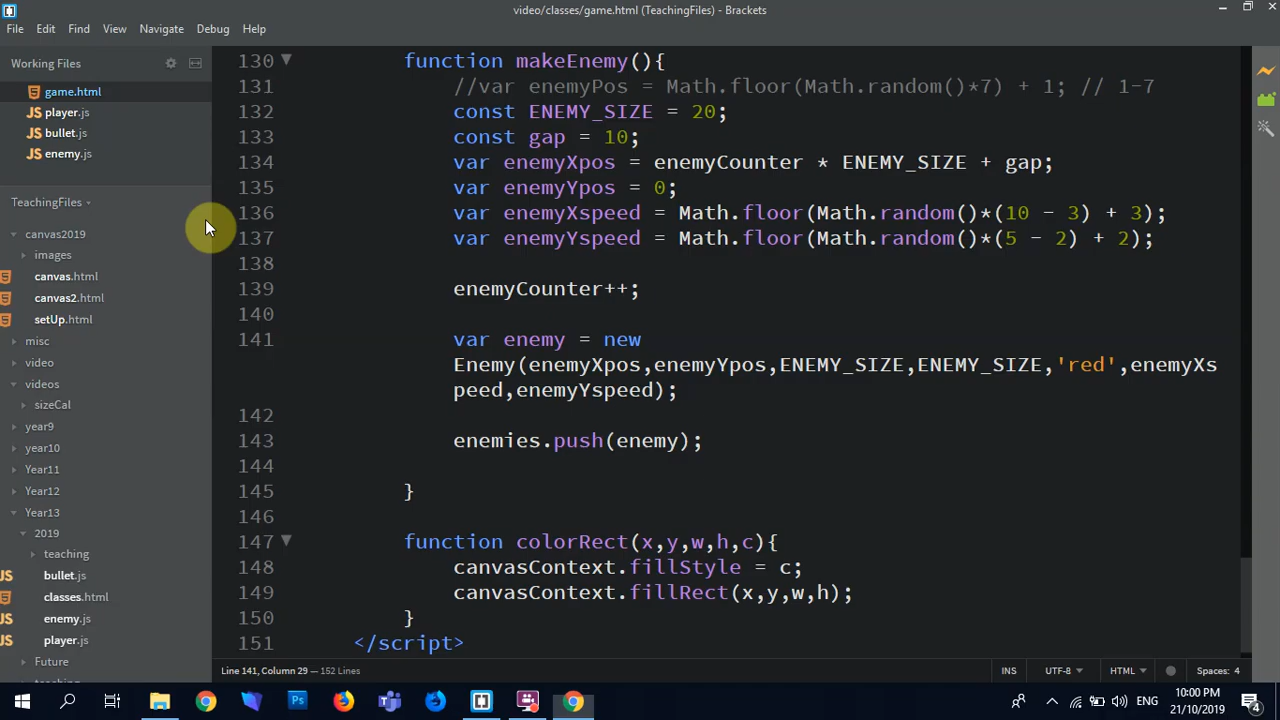 video/classes/game.html (TeachingFiles) - Brackets
File Edit Find View Navigate Debug Help
Working Files
game.html
player.js
bullet.js
enemy.js
TeachingFiles
canvas2019
images
canvas.html
canvas2.html
setUp.html
misc
video
videos
sizeCal
year9
year10
Year11
Year12
Year13
2019
teaching
bullet.js
classes.html
enemy.js
player.js
Future
130 function makeEnemy(){
131 //var enemyPos = Math.floor(Math.random()*7) + 1; // 1-7
132 const ENEMY_SIZE = 20;
133 const gap = 10;
134 var enemyXpos = enemyCounter * ENEMY_SIZE + gap;
135 var enemyYpos = 0;
136 var enemyXspeed = Math.floor(Math.random()*(10 - 3) + 3);
137 var enemyYspeed = Math.floor(Math.random()*(5 - 2) + 2);
138
139 enemyCounter++;
140
141 var enemy = new
Enemy(enemyXpos,enemyYpos,ENEMY_SIZE,ENEMY_SIZE,'red',enemyXs
peed,enemyYspeed);
142
143 enemies.push(enemy);
144
145 }
146
147 function colorRect(x,y,w,h,c){
148 canvasContext.fillStyle = c;
149 canvasContext.fillRect(x,y,w,h);
150 }
151 </script>
Line 141, Column 29 — 152 Lines INS UTF-8 HTML Spaces: 4
ENG 10:00 PM
21/10/2019 4